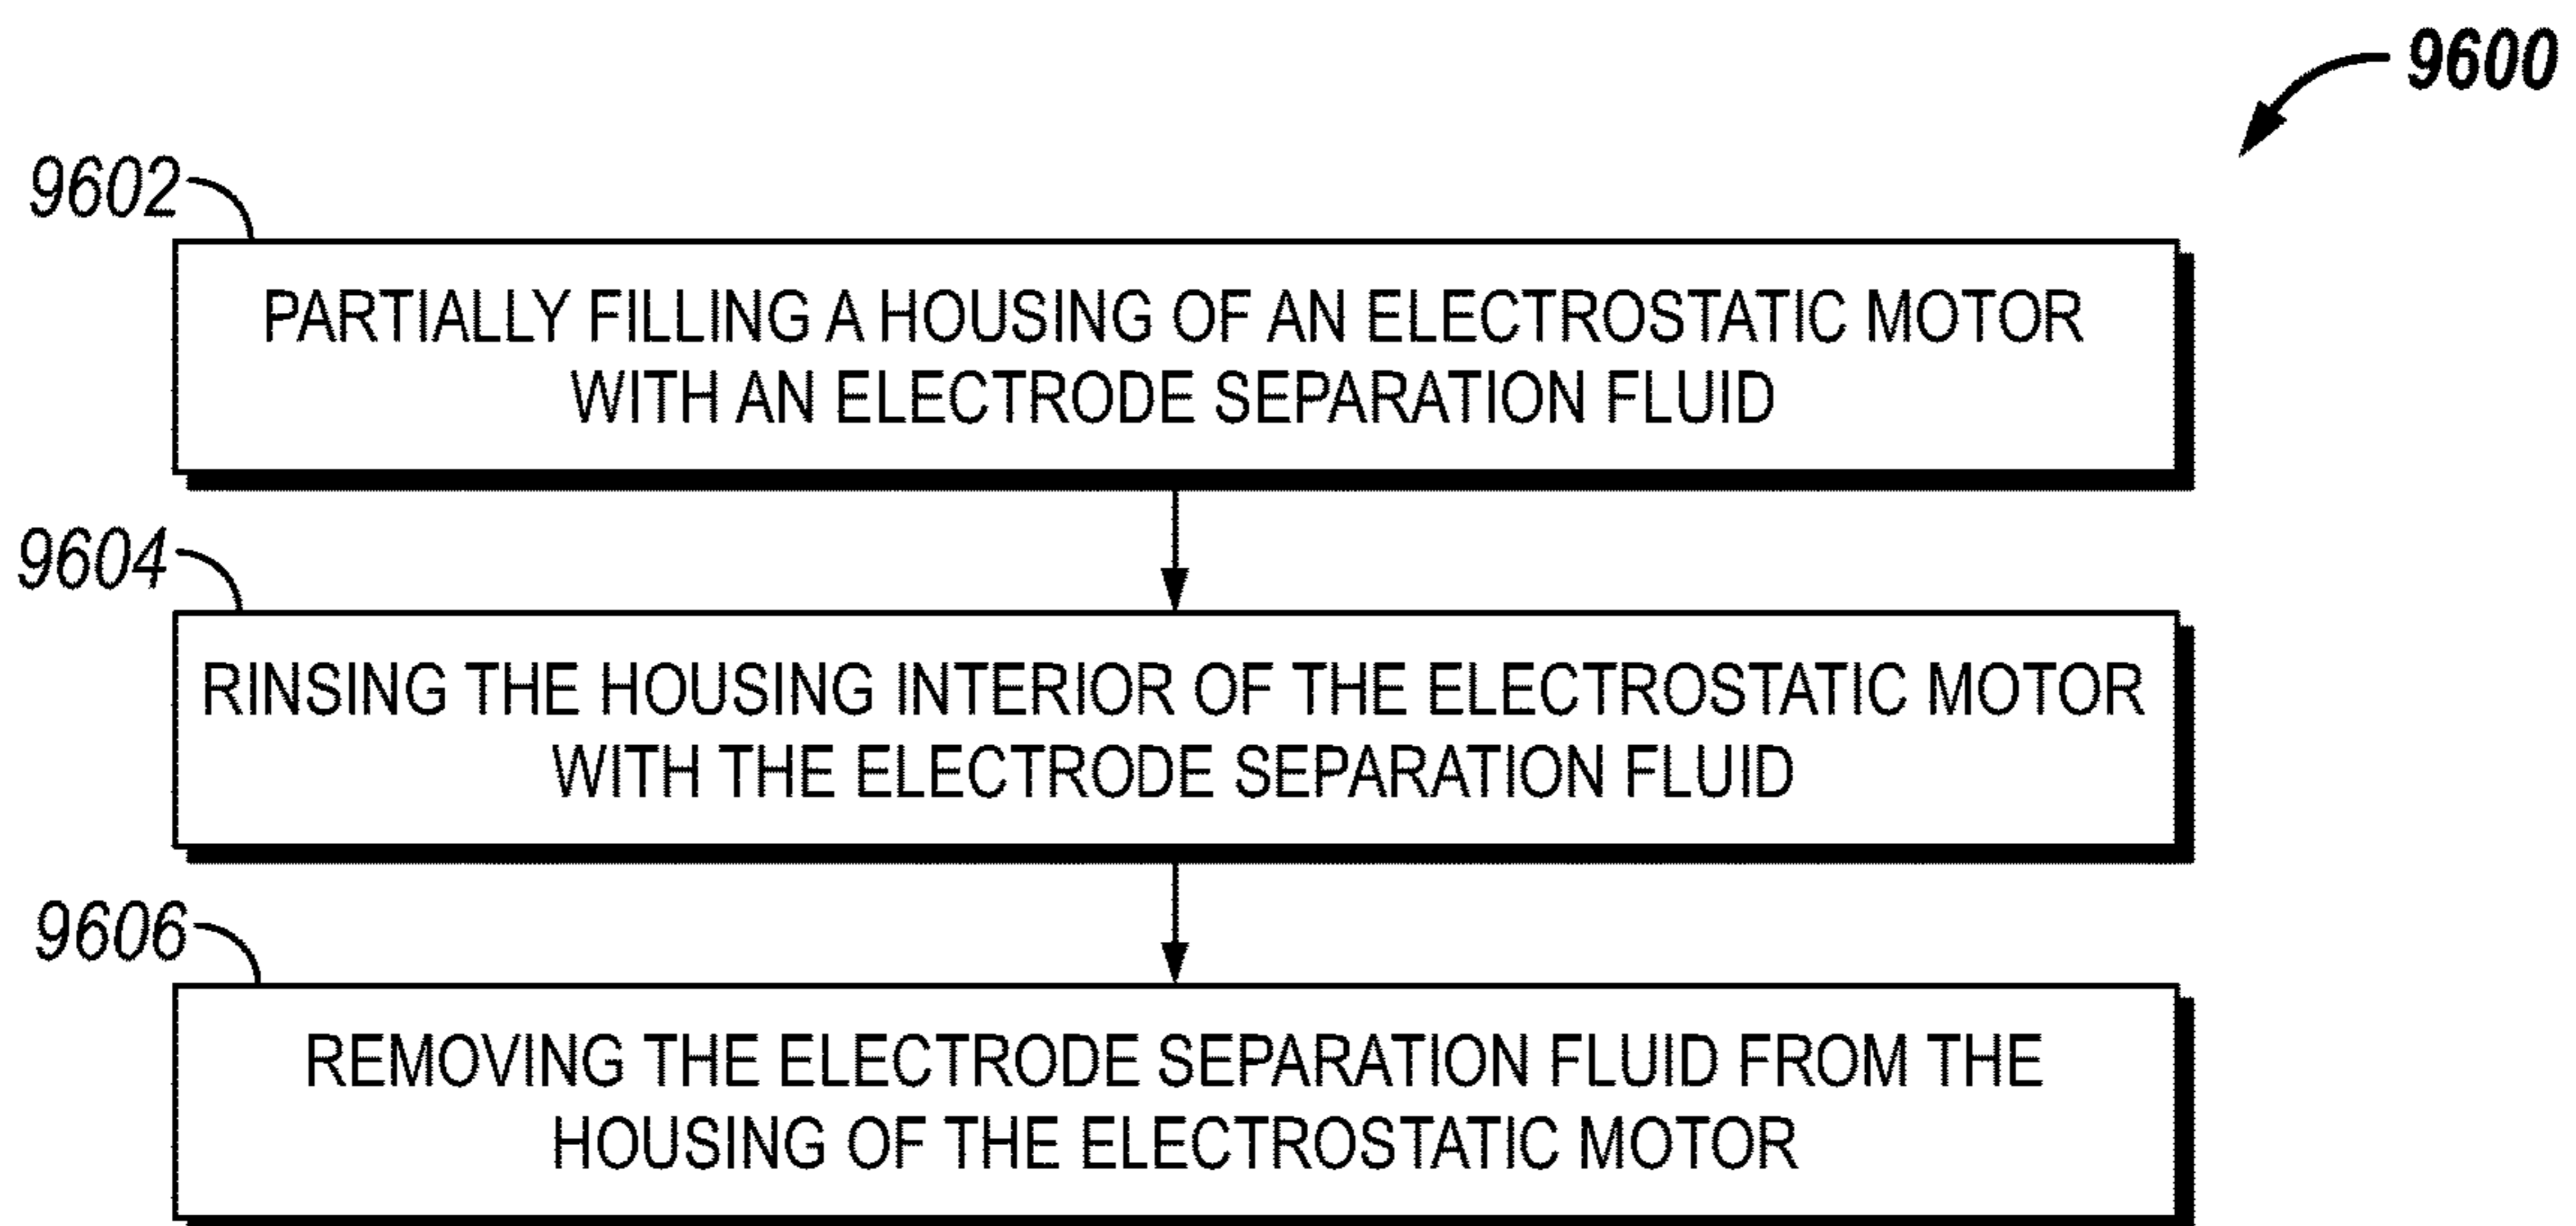 9600
9602
PARTIALLY FILLING A HOUSING OF AN ELECTROSTATIC MOTOR
WITH AN ELECTRODE SEPARATION FLUID
9604
RINSING THE HOUSING INTERIOR OF THE ELECTROSTATIC MOTOR
WITH THE ELECTRODE SEPARATION FLUID
9606
REMOVING THE ELECTRODE SEPARATION FLUID FROM THE
HOUSING OF THE ELECTROSTATIC MOTOR